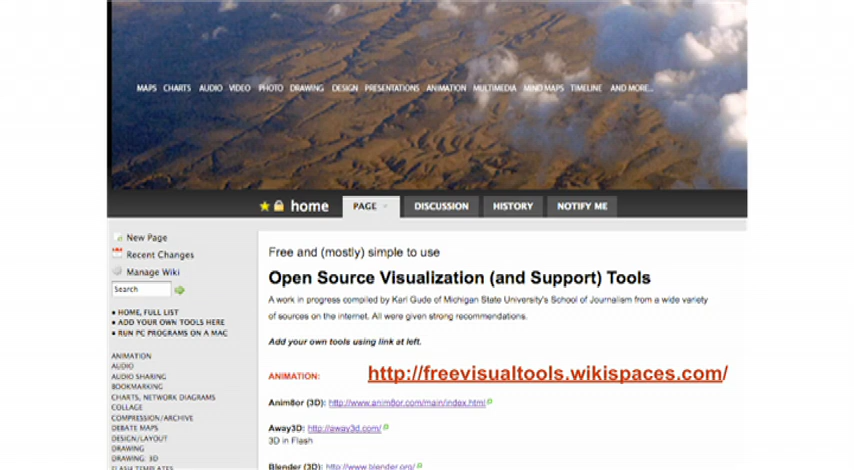 MAPS CHARTS AUDIO VIDEO PHOTO DRAWING DESIGN PRESENTATIONS ANIMATION MULTIMEDIA MIND MAPS TIMELINE AND MORE...
home PAGE DISCUSSION HISTORY NOTIFY ME
New Page
Recent Changes
Manage Wiki
Search
HOME, FULL LIST
ADD YOUR OWN TOOLS HERE
RUN PC PROGRAMS ON A MAC
ANIMATION
AUDIO
AUDIO SHARING
BOOKMARKING
CHARTS, NETWORK DIAGRAMS
COLLAGE
COMPRESSION/ARCHIVE
DEBATE MAPS
DESIGN/LAYOUT
DRAWING
DRAWING: 3D
FLASH TEMPLATES
Free and (mostly) simple to use
Open Source Visualization (and Support) Tools
A work in progress compiled by Karl Gude of Michigan State University's School of Journalism from a wide variety
of sources on the internet. All were given strong recommendations.
Add your own tools using link at left.
ANIMATION: http://freevisualtools.wikispaces.com/
Anim8or (3D): http://www.anim8or.com/main/index.html
Away3D: http://away3d.com/
3D in Flash
Blender (3D): http://www.blender.org/